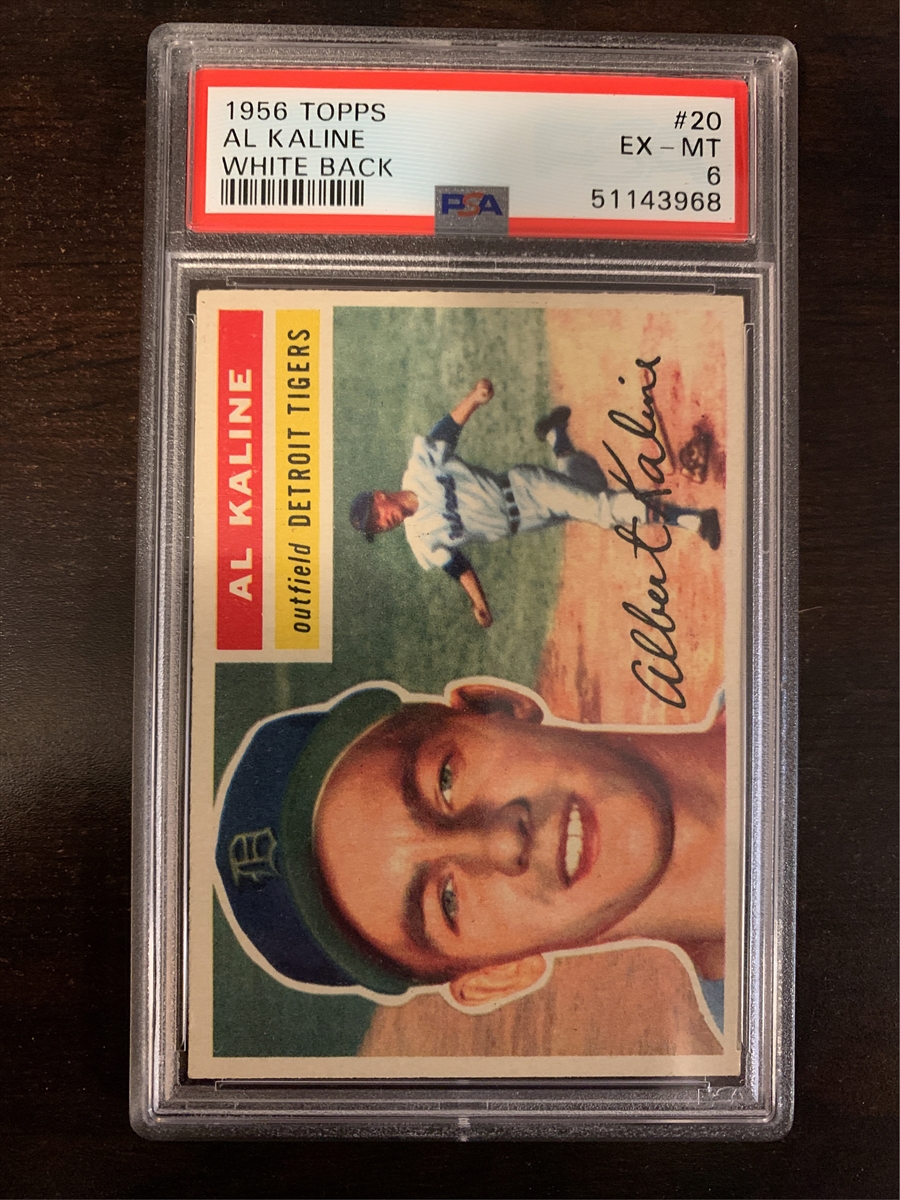 1956 TOPPS
AL KALINE
WHITE BACK
#20
EX - MT
6
51143968
PSA
AL KALINE
outfield DETROIT TIGERS
Albert Kaline
D